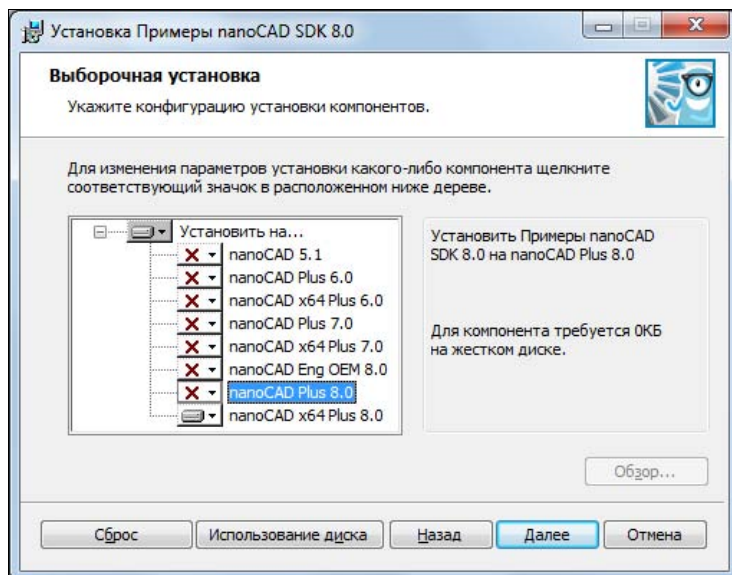 Установка Примеры nanoCAD SDK 8.0
Выборочная установка
Укажите конфигурацию установки компонентов.
Для изменения параметров установки какого-либо компонента щелкните
соответствующий значок в расположенном ниже дереве.
Установить на...
nanoCAD 5.1
nanoCAD Plus 6.0
nanoCAD x64 Plus 6.0
nanoCAD Plus 7.0
nanoCAD x64 Plus 7.0
nanoCAD Eng OEM 8.0
nanoCAD Plus 8.0
nanoCAD x64 Plus 8.0
Установить Примеры nanoCAD
SDK 8.0 на nanoCAD Plus 8.0
Для компонента требуется 0КБ
на жестком диске.
Обзор...
Сброс
Использование диска
Назад
Далее
Отмена